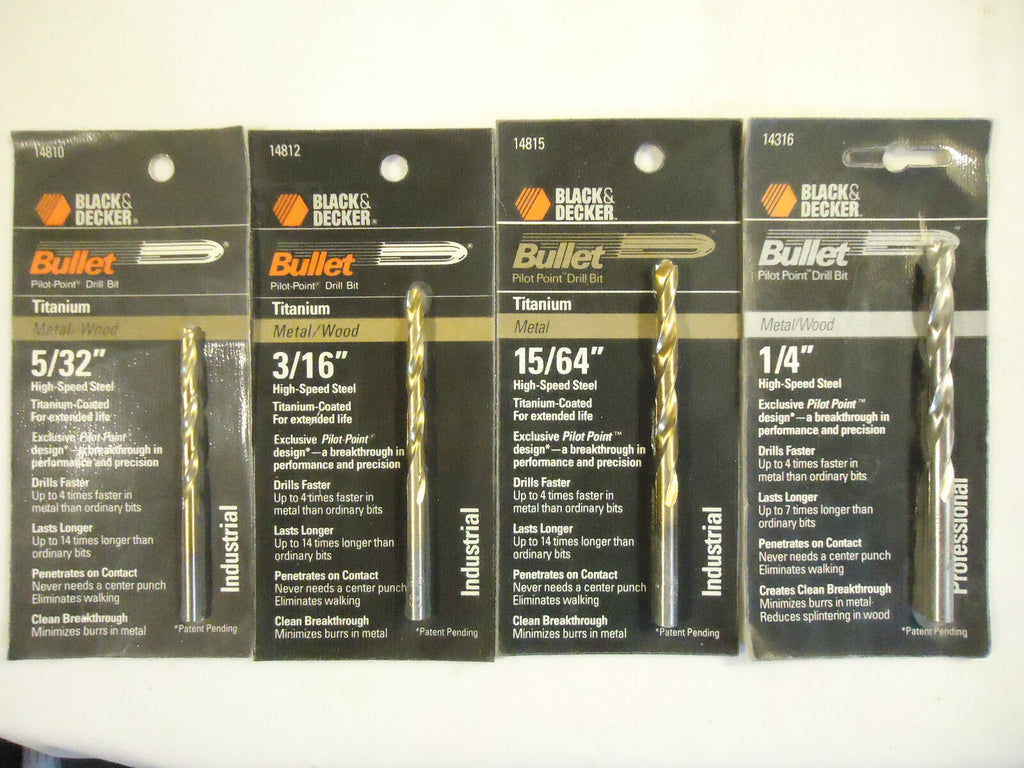 14810
BLACK&
DECKER®
Bullet®
Pilot-Point® Drill Bit
Titanium
Metal/Wood
5/32"
High-Speed Steel
Titanium-Coated
For extended life
Exclusive Pilot-Point®
design*—a breakthrough in
performance and precision
Drills Faster
Up to 4 times faster in
metal than ordinary bits
Lasts Longer
Up to 14 times longer than
ordinary bits
Penetrates on Contact
Never needs a center punch
Eliminates walking
Clean Breakthrough
Minimizes burrs in metal
*Patent Pending
Industrial
14812
BLACK&
DECKER®
Bullet®
Pilot-Point® Drill Bit
Titanium
Metal/Wood
3/16"
High-Speed Steel
Titanium-Coated
For extended life
Exclusive Pilot-Point®
design*—a breakthrough in
performance and precision
Drills Faster
Up to 4 times faster in
metal than ordinary bits
Lasts Longer
Up to 14 times longer than
ordinary bits
Penetrates on Contact
Never needs a center punch
Eliminates walking
Clean Breakthrough
Minimizes burrs in metal
*Patent Pending
Industrial
14815
BLACK&
DECKER™
Bullet™
Pilot Point™ Drill Bit
Titanium
Metal
15/64"
High-Speed Steel
Titanium-Coated
For extended life
Exclusive Pilot Point™
design*—a breakthrough in
performance and precision
Drills Faster
Up to 4 times faster in
metal than ordinary bits
Lasts Longer
Up to 14 times longer than
ordinary bits
Penetrates on Contact
Never needs a center punch
Eliminates walking
Clean Breakthrough
Minimizes burrs in metal
*Patent Pending
Industrial
14316
BLACK&
DECKER™
Bullet™
Pilot Point™ Drill Bit
Metal/Wood
1/4"
High-Speed Steel
Exclusive Pilot Point™
design*—a breakthrough in
performance and precision
Drills Faster
Up to 4 times faster in
metal than ordinary bits
Lasts Longer
Up to 7 times longer than
ordinary bits
Penetrates on Contact
Never needs a center punch
Eliminates walking
Creates Clean Breakthrough
Minimizes burrs in metal
Reduces splintering in wood
*Patent Pending
Professional